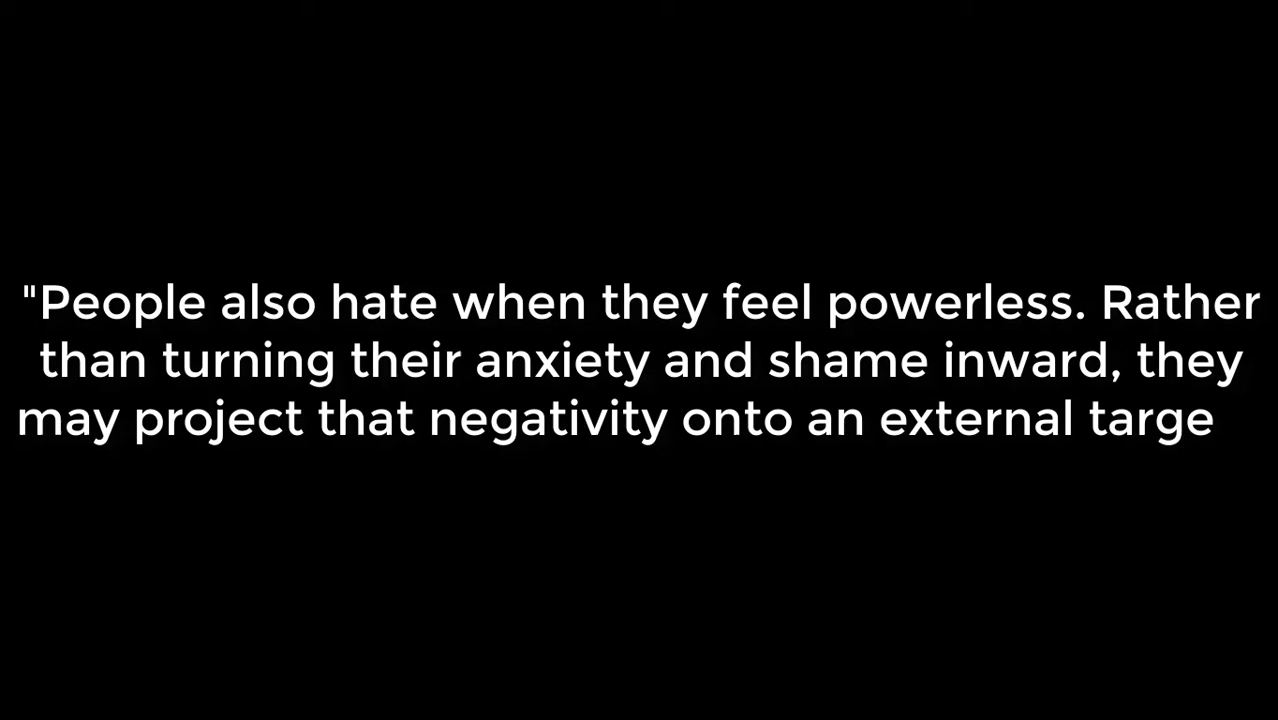 "People also hate when they feel powerless. Rather
than turning their anxiety and shame inward, they
may project that negativity onto an external targe